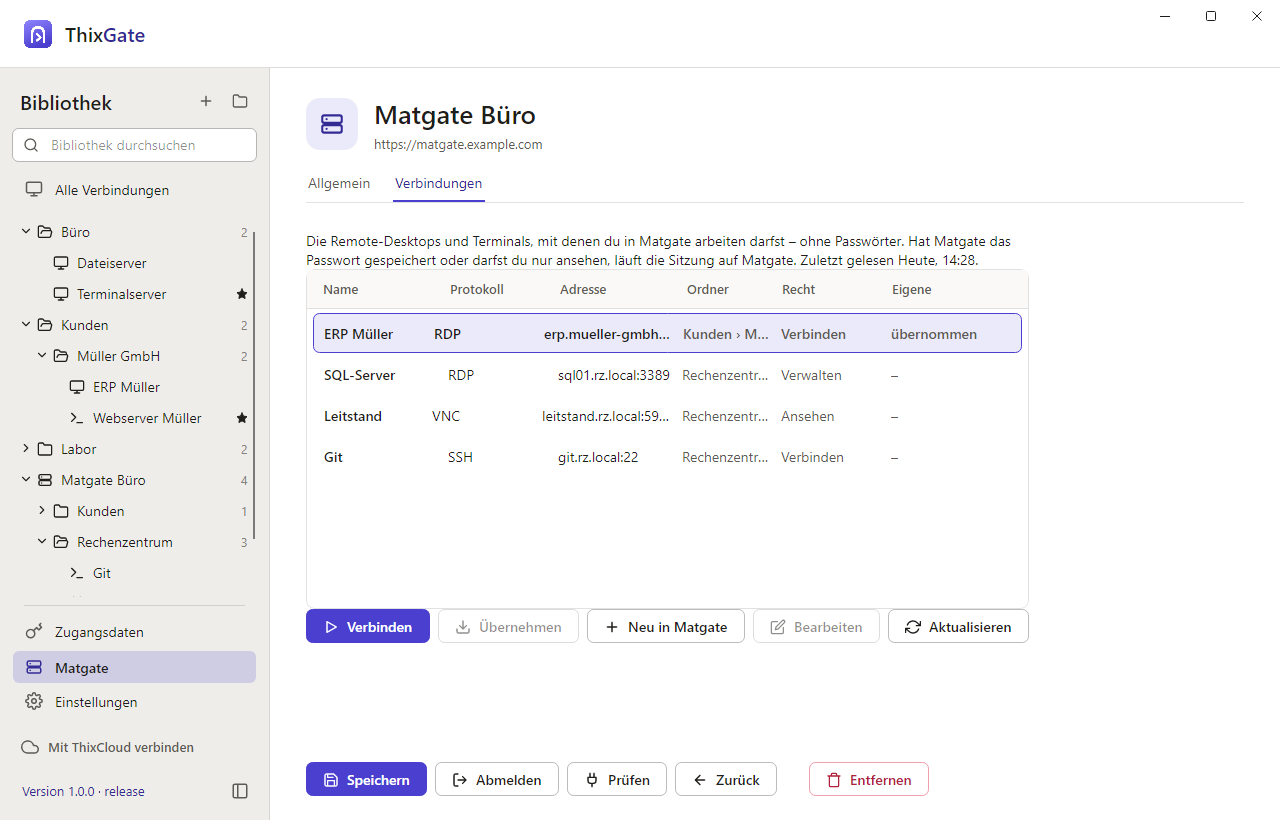 ThixGate
Bibliothek
Bibliothek durchsuchen
Alle Verbindungen
Büro 2
Dateiserver
Terminalserver
Kunden 2
Müller GmbH 2
ERP Müller
Webserver Müller
Labor 2
Matgate Büro 4
Kunden 1
Rechenzentrum 3
Git
Zugangsdaten
Matgate
Einstellungen
Mit ThixCloud verbinden
Version 1.0.0 · release
Matgate Büro
https://matgate.example.com
Allgemein Verbindungen
Die Remote-Desktops und Terminals, mit denen du in Matgate arbeiten darfst – ohne Passwörter. Hat Matgate das
Passwort gespeichert oder darfst du nur ansehen, läuft die Sitzung auf Matgate. Zuletzt gelesen Heute, 14:28.
Name Protokoll Adresse Ordner Recht Eigene
ERP Müller RDP erp.mueller-gmbh... Kunden › M... Verbinden übernommen
SQL-Server RDP sql01.rz.local:3389 Rechenzentr... Verwalten –
Leitstand VNC leitstand.rz.local:59... Rechenzentr... Ansehen –
Git SSH git.rz.local:22 Rechenzentr... Verbinden –
Verbinden Übernehmen Neu in Matgate Bearbeiten Aktualisieren
Speichern Abmelden Prüfen Zurück Entfernen